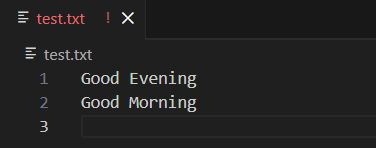 test.txt !
test.txt
1 Good Evening
2 Good Morning
3